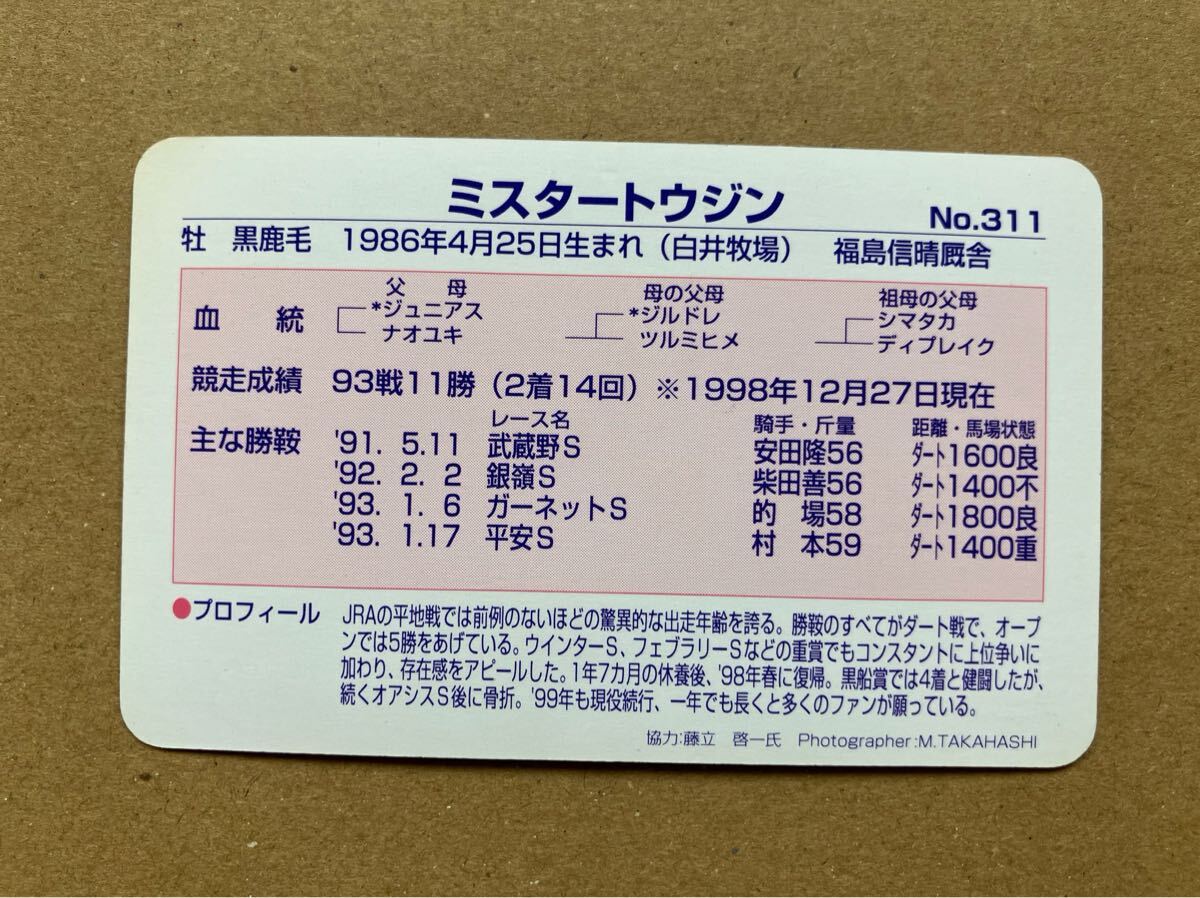 ミスタートウジン No.311
牡 黒鹿毛 1986年4月25日生まれ（白井牧場） 福島信晴厩舎
父 母 母の父母 祖母の父母
血 統 *ジュニアス *ジルドレ シマタカ
ナオユキ ツルミヒメ ディプレイク
競走成績 93戦11勝（2着14回）※1998年12月27日現在
レース名 騎手・斤量 距離・馬場状態
主な勝鞍 '91. 5.11 武蔵野S 安田隆56 ダート1600良
'92. 2. 2 銀嶺S 柴田善56 ダート1400不
'93. 1. 6 ガーネットS 的 場58 ダート1800良
'93. 1.17 平安S 村 本59 ダート1400重
●プロフィール JRAの平地戦では前例のないほどの驚異的な出走年齢を誇る。勝鞍のすべてがダート戦で、オープ
ンでは5勝をあげている。ウインターS、フェブラリーSなどの重賞でもコンスタントに上位争いに
加わり、存在感をアピールした。1年7カ月の休養後、'98年春に復帰。黒船賞では4着と健闘したが、
続くオアシスS後に骨折。'99年も現役続行、一年でも長くと多くのファンが願っている。
協力:藤立 啓一氏 Photographer:M.TAKAHASHI